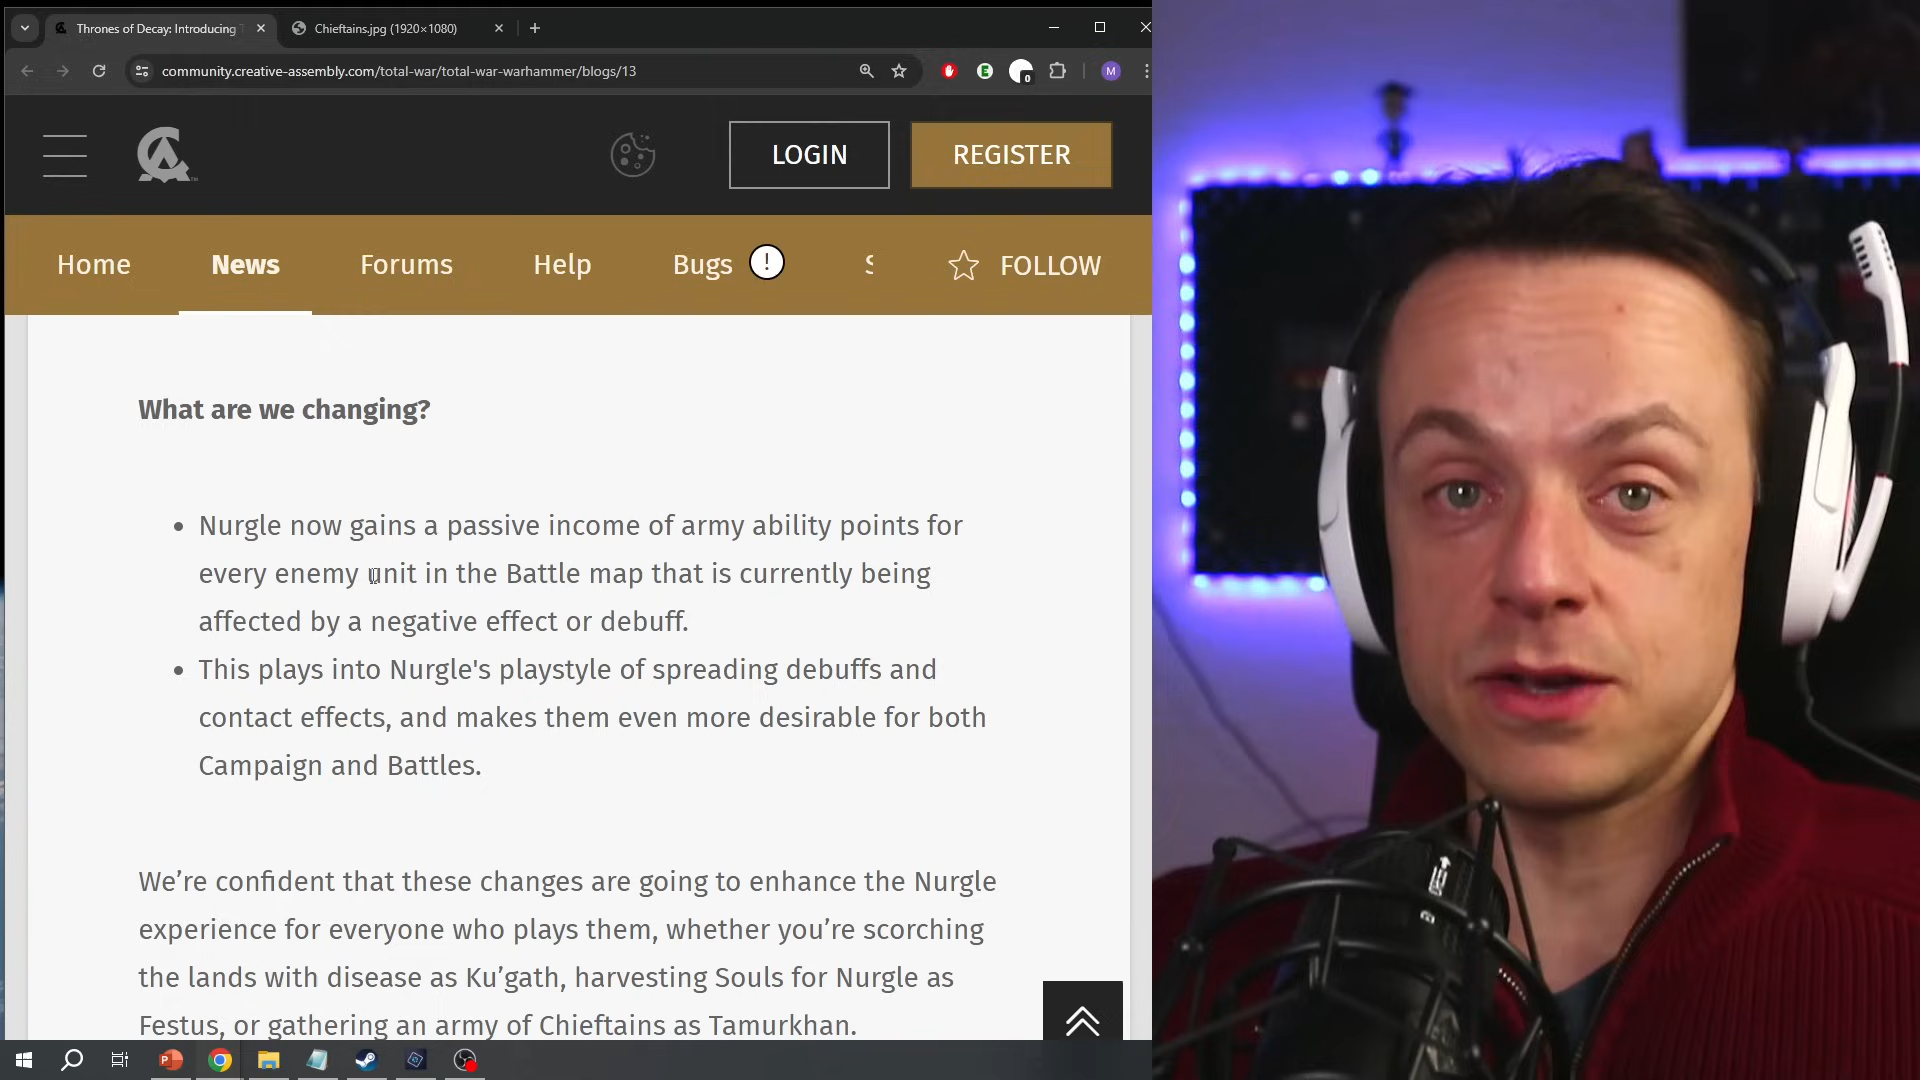 Thrones of Decay: Introducing
Chieftains.jpg (1920×1080)
community.creative-assembly.com/total-war/total-war-warhammer/blogs/13
0
M
LOGIN
REGISTER
Home
News
Forums
Help
Bugs
!
FOLLOW
What are we changing?
• Nurgle now gains a passive income of army ability points for
every enemy unit in the Battle map that is currently being
affected by a negative effect or debuff.
• This plays into Nurgle's playstyle of spreading debuffs and
contact effects, and makes them even more desirable for both
Campaign and Battles.
We’re confident that these changes are going to enhance the Nurgle
experience for everyone who plays them, whether you’re scorching
the lands with disease as Ku’gath, harvesting Souls for Nurgle as
Festus, or gathering an army of Chieftains as Tamurkhan.